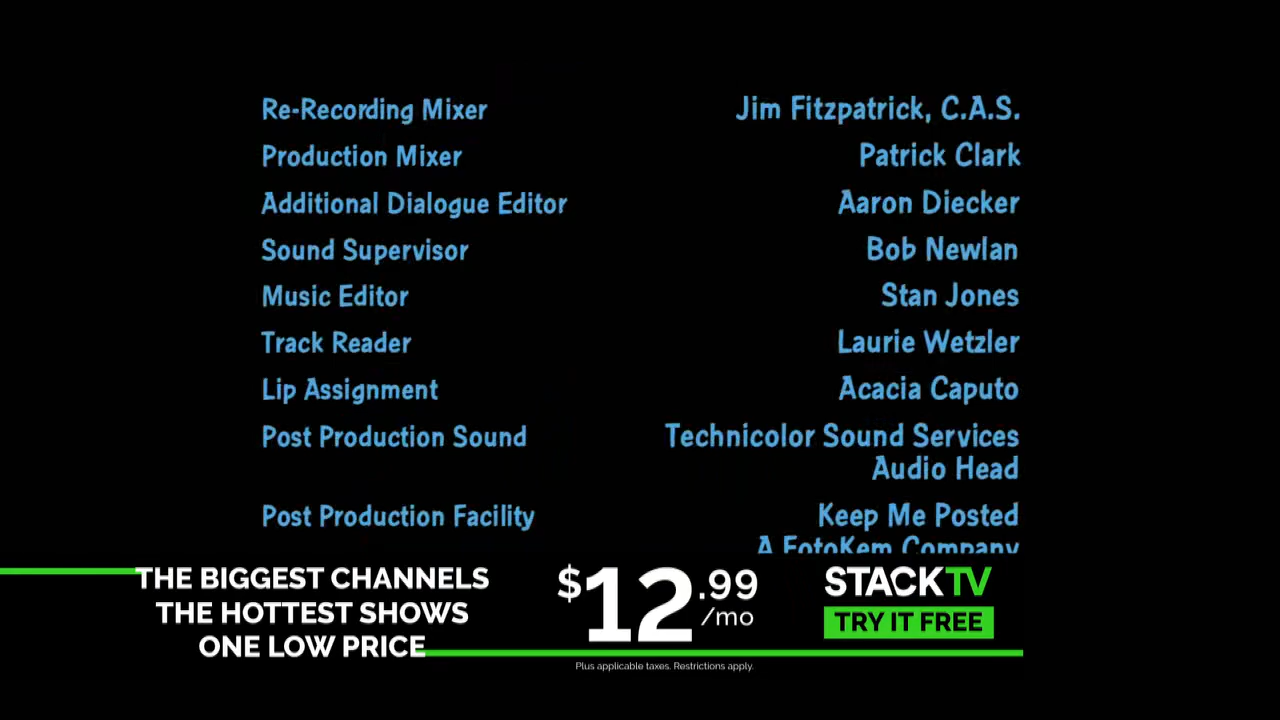 Re-Recording Mixer Jim Fitzpatrick, C.A.S.
Production Mixer Patrick Clark
Additional Dialogue Editor Aaron Diecker
Sound Supervisor Bob Newlan
Music Editor Stan Jones
Track Reader Laurie Wetzler
Lip Assignment Acacia Caputo
Post Production Sound Technicolor Sound Services
Audio Head
Post Production Facility Keep Me Posted
A FotoKem Company
THE BIGGEST CHANNELS
THE HOTTEST SHOWS
ONE LOW PRICE
$12.99
/mo
STACKTV
TRY IT FREE
Plus applicable taxes. Restrictions apply.